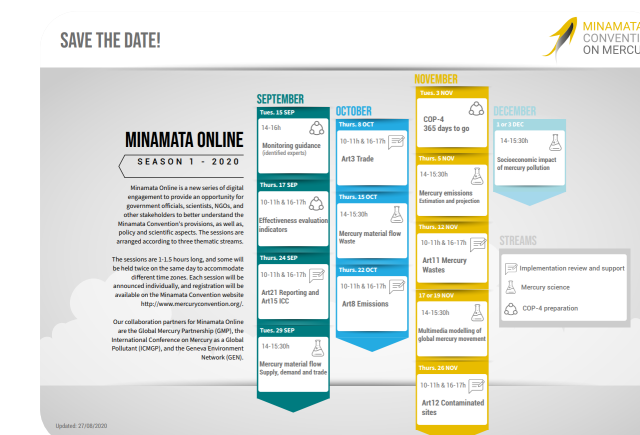 SAVE THE DATE!
MINAMATA
CONVENTI
ON MERCU
MINAMATA ONLINE
SEASON 1 - 2020
Minamata Online is a new series of digital
engagement to provide an opportunity for
government officials, scientists, NGOs, and
other stakeholders to better understand the
Minamata Convention's provisions, as well as,
policy and scientific aspects. The sessions are
arranged according to three thematic streams.
The sessions are 1-1.5 hours long, and some will
be held twice on the same day to accommodate
different time zones. Each session will be
announced individually, and registration will be
available on the Minamata Convention website
http://www.mercuryconvention.org/.
Our collaboration partners for Minamata Online
are the Global Mercury Partnership (GMP), the
International Conference on Mercury as a Global
Pollutant (ICMGP), and the Geneva Environment
Network (GEN).
Updated 27/08/2020
SEPTEMBER
Tues. 15 SEP
14-16h
Monitoring guidance
(identified experts)
Thurs. 17 SEP
10-11h & 16-17h
Effectiveness evaluation
indicators
Thurs. 24 SEP
10-11h & 16-17h
Art21 Reporting and
Art15 ICC
Tues. 29 SEP
14-15:30h
Mercury material flow
Supply, demand and trade
OCTOBER
Thurs. 8 OCT
10-11h & 16-17h
Art3 Trade
Thurs. 15 OCT
14-15:30h
Mercury material flow
Waste
Thurs. 22 OCT
10-11h & 16-17h
Art8 Emissions
NOVEMBER
Tues. 3 NOV
COP-4
365 days to go
Thurs. 5 NOV
14-15:30h
Mercury emissions
Estimation and projection
Thurs. 12 NOV
10-11h & 16-17h
Art11 Mercury
Wastes
17 or 19 NOV
14-15:30h
Multimedia modelling of
global mercury movement
Thurs. 26 NOV
10-11h & 16-17h
Art12 Contaminated
sites
DECEMBER
1 or 3 DEC
14-15:30h
Socioeconomic impact
of mercury pollution
STREAMS
Implementation review and support
Mercury science
COP-4 preparation